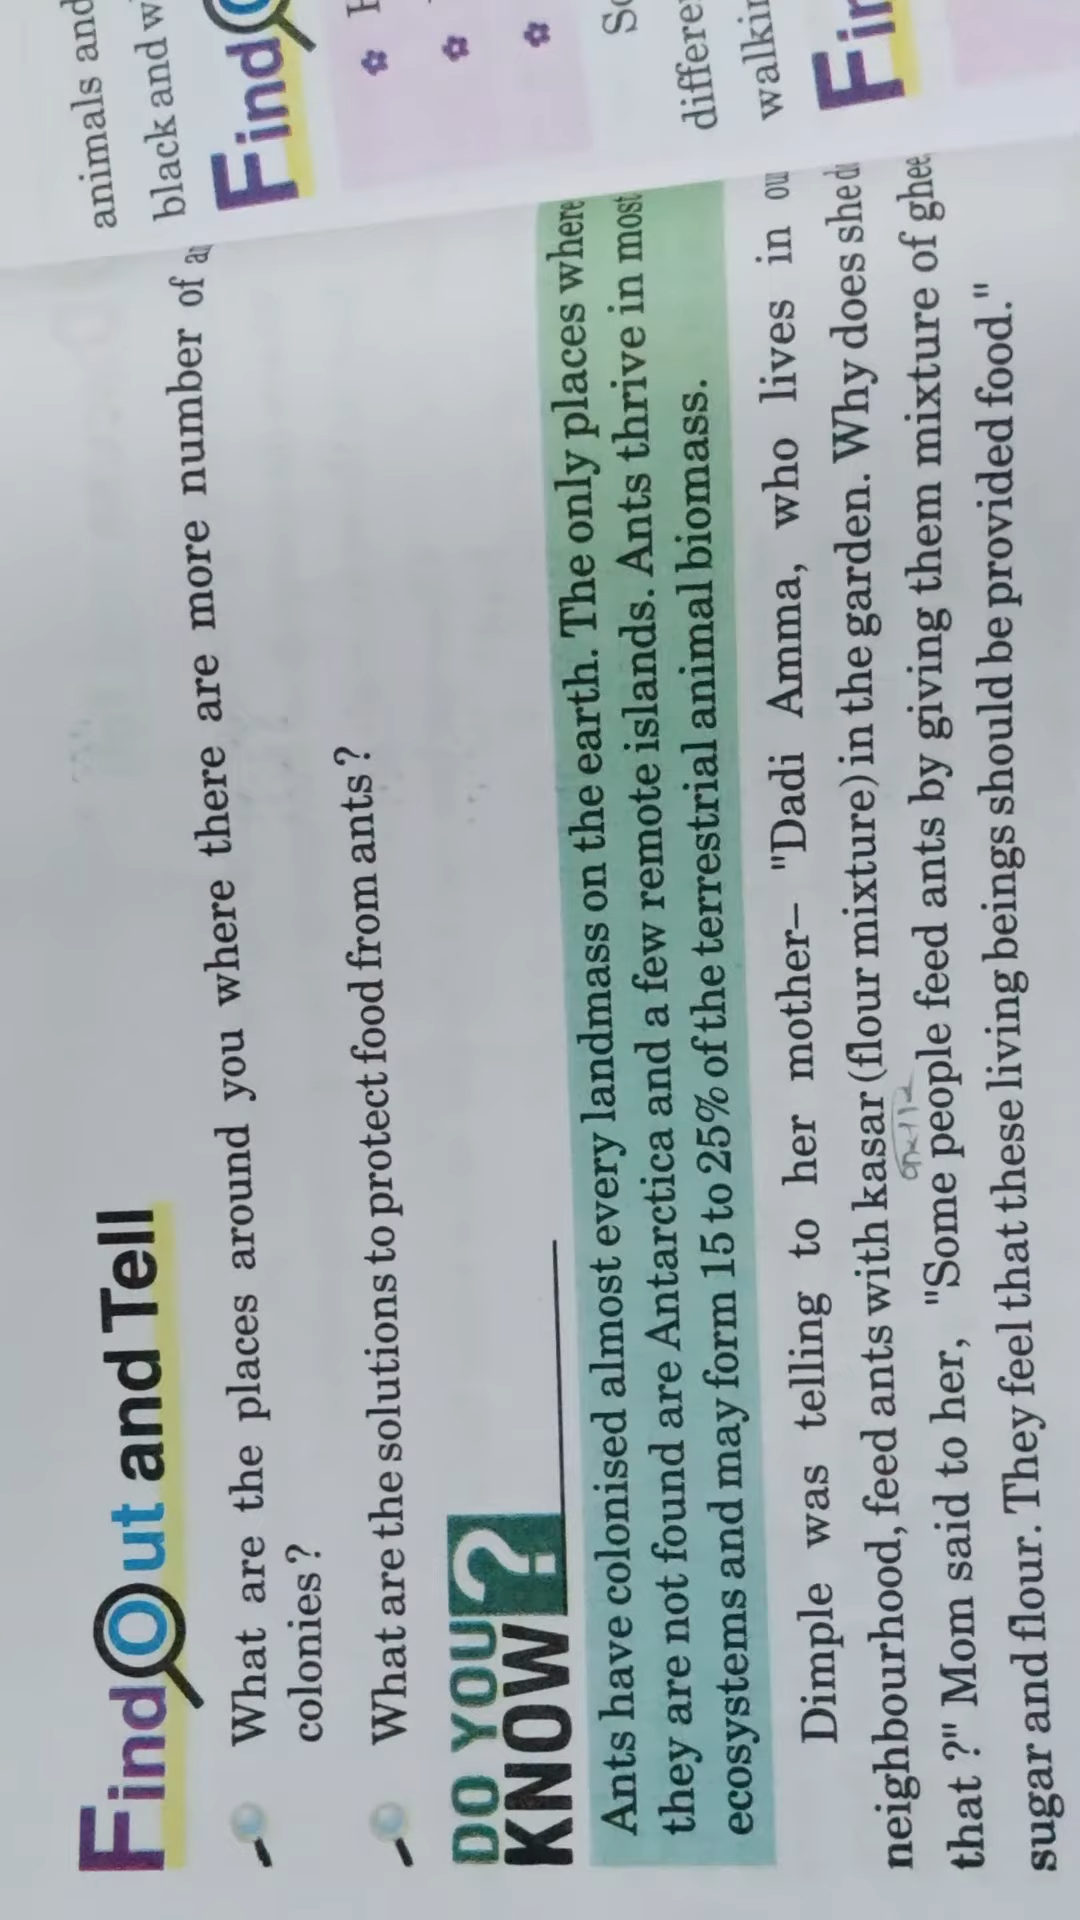 Find Out and Tell
What are the places around you where there are more number of
colonies?
What are the solutions to protect food from ants?
DO YOU
KNOW?
Ants have colonised almost every landmass on the earth. The only places where
they are not found are Antarctica and a few remote islands. Ants thrive in most
ecosystems and may form 15 to 25% of the terrestrial animal biomass.
Dimple was telling to her mother– "Dadi Amma, who lives in
neighbourhood, feed ants with kasar (flour mixture) in the garden. Why does she
that ?" Mom said to her, "Some people feed ants by giving them mixture of ghee
sugar and flour. They feel that these living beings should be provided food."
animals and
black and
Find
So
walking